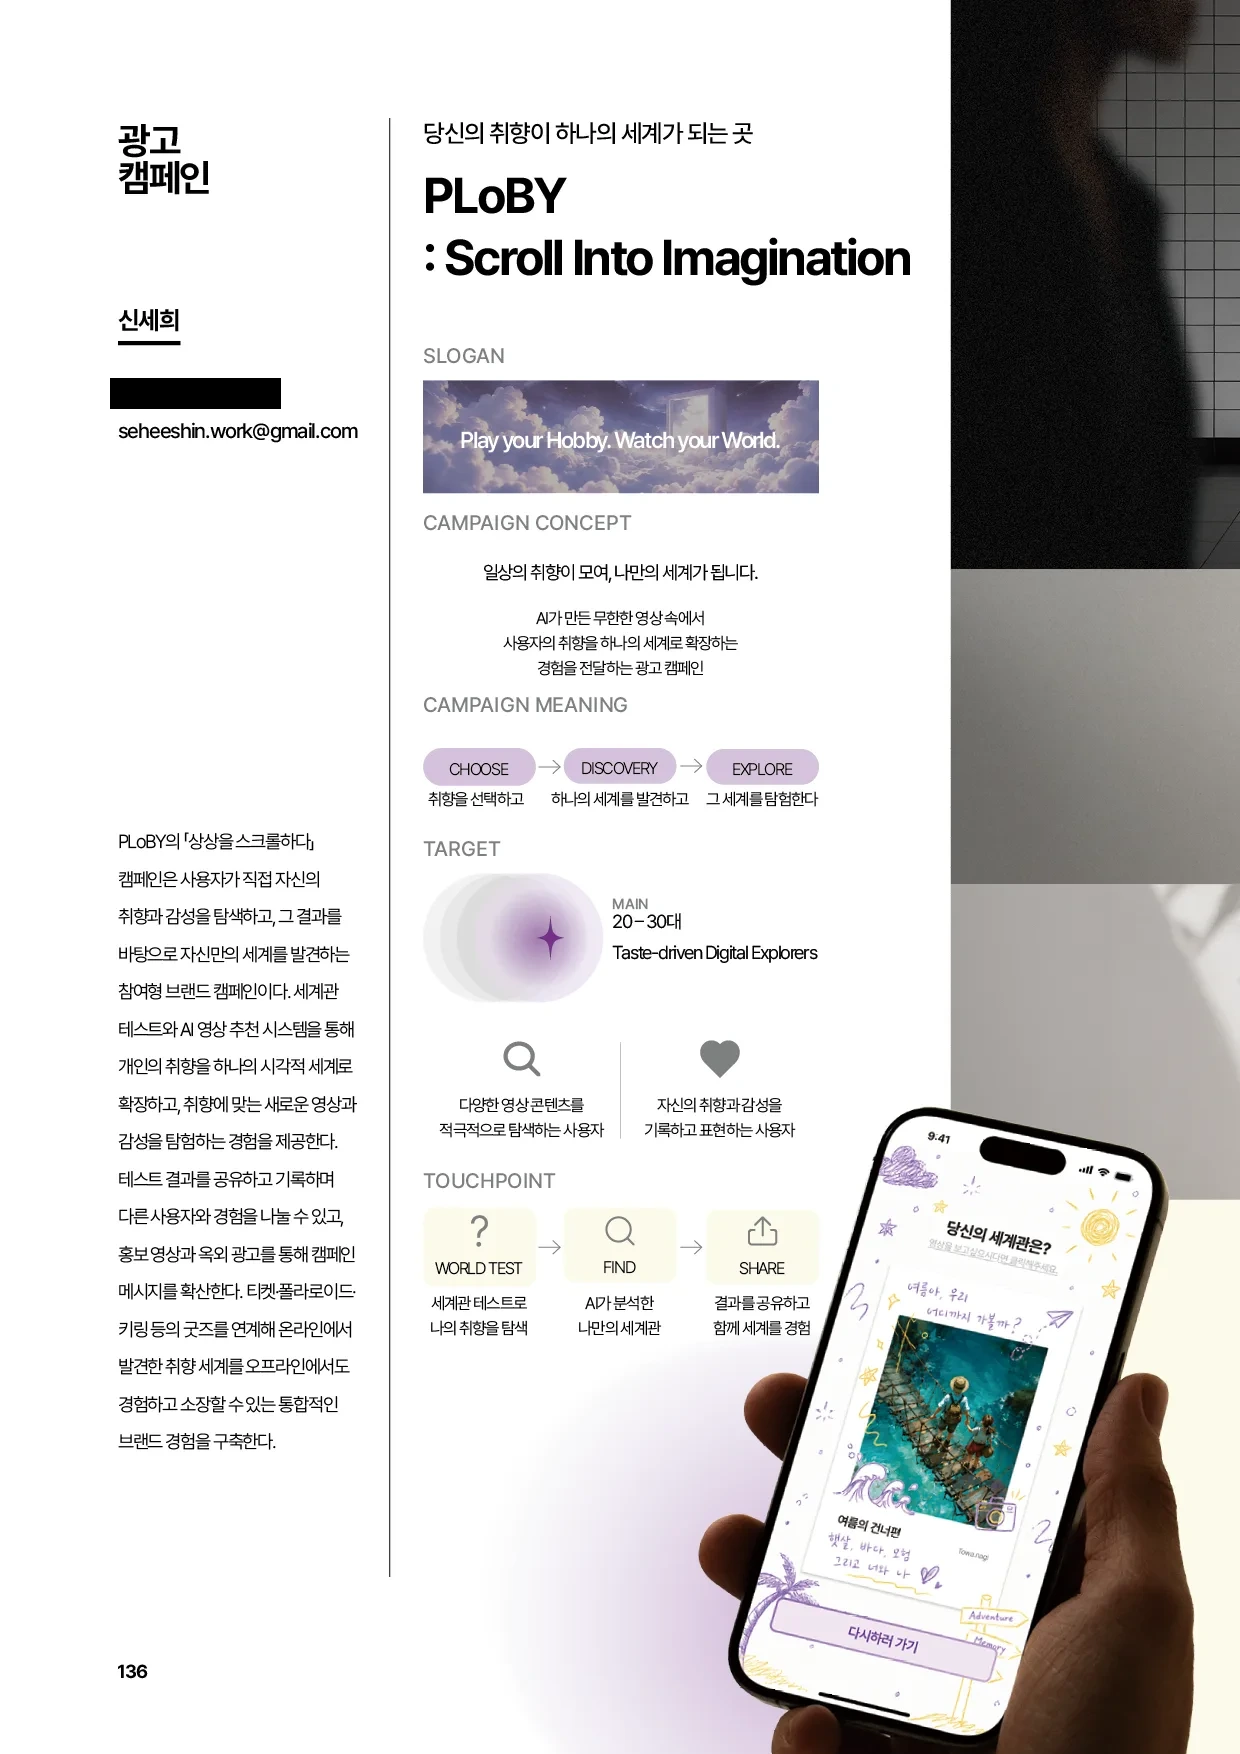 광고
캠페인
신세희
seheeshin.work@gmail.com
PLoBY의 「상상을 스크롤하다」
캠페인은 사용자가 직접 자신의
취향과 감성을 탐색하고, 그 결과를
바탕으로 자신만의 세계를 발견하는
참여형 브랜드 캠페인이다. 세계관
테스트와 AI 영상 추천 시스템을 통해
개인의 취향을 하나의 시각적 세계로
확장하고, 취향에 맞는 새로운 영상과
감성을 탐험하는 경험을 제공한다.
테스트 결과를 공유하고 기록하며
다른 사용자와 경험을 나눌 수 있고,
홍보 영상과 옥외 광고를 통해 캠페인
메시지를 확산한다. 티켓·폴라로이드·
키링 등의 굿즈를 연계해 온라인에서
발견한 취향 세계를 오프라인에서도
경험하고 소장할 수 있는 통합적인
브랜드 경험을 구축한다.
136
당신의 취향이 하나의 세계가 되는 곳
PLoBY
: Scroll Into Imagination
SLOGAN
Play your Hobby. Watch your World.
CAMPAIGN CONCEPT
일상의 취향이 모여, 나만의 세계가 됩니다.
AI가 만든 무한한 영상 속에서
사용자의 취향을 하나의 세계로 확장하는
경험을 전달하는 광고 캠페인
CAMPAIGN MEANING
CHOOSE DISCOVERY EXPLORE
취향을 선택하고 하나의 세계를 발견하고 그 세계를 탐험한다
TARGET
MAIN
20–30대
Taste-driven Digital Explorers
다양한 영상 콘텐츠를
적극적으로 탐색하는 사용자
자신의 취향과 감성을
기록하고 표현하는 사용자
TOUCHPOINT
WORLD TEST FIND SHARE
세계관 테스트로
나의 취향을 탐색
AI가 분석한
나만의 세계관
결과를 공유하고
함께 세계를 경험
9:41
당신의 세계관은?
영상을 보고싶으시다면 클릭해주세요.
여름아, 우리
어디까지 가볼까?
여름의 건너편
햇살, 바다, 모험
그리고 너와 나
Towa.nagi
Adventure
Memory
다시하러 가기